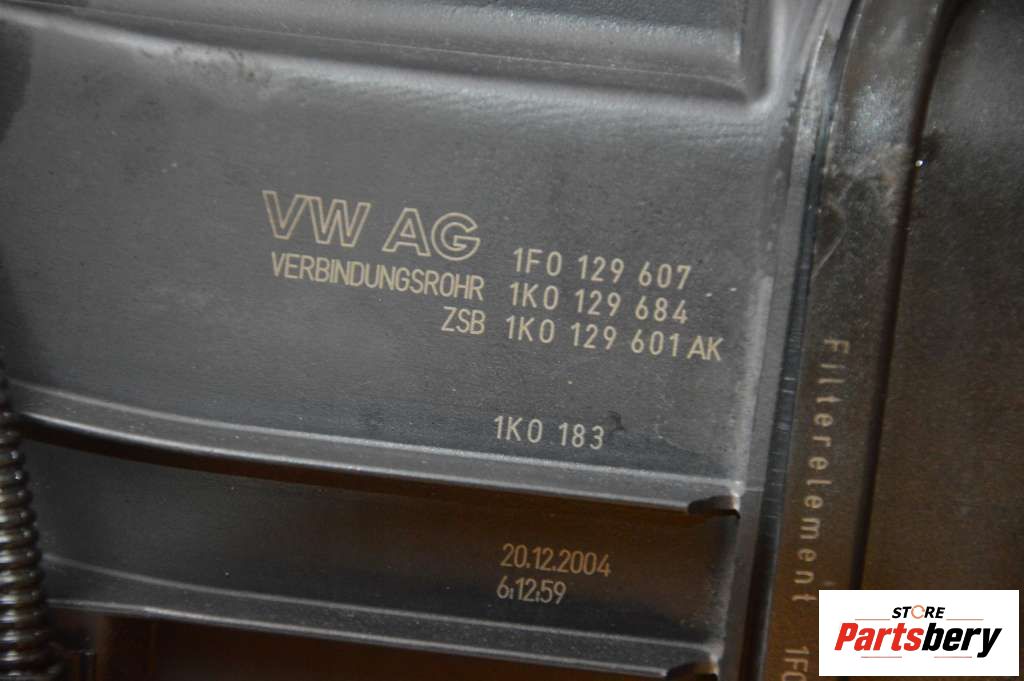 VW AG
1F0 129 607
VERBINDUNGSROHR 1K0 129 684
ZSB 1K0 129 601 AK
1K0 183
20.12.2004
6:12:59
Filterelement 1F0
STORE
Partsbery